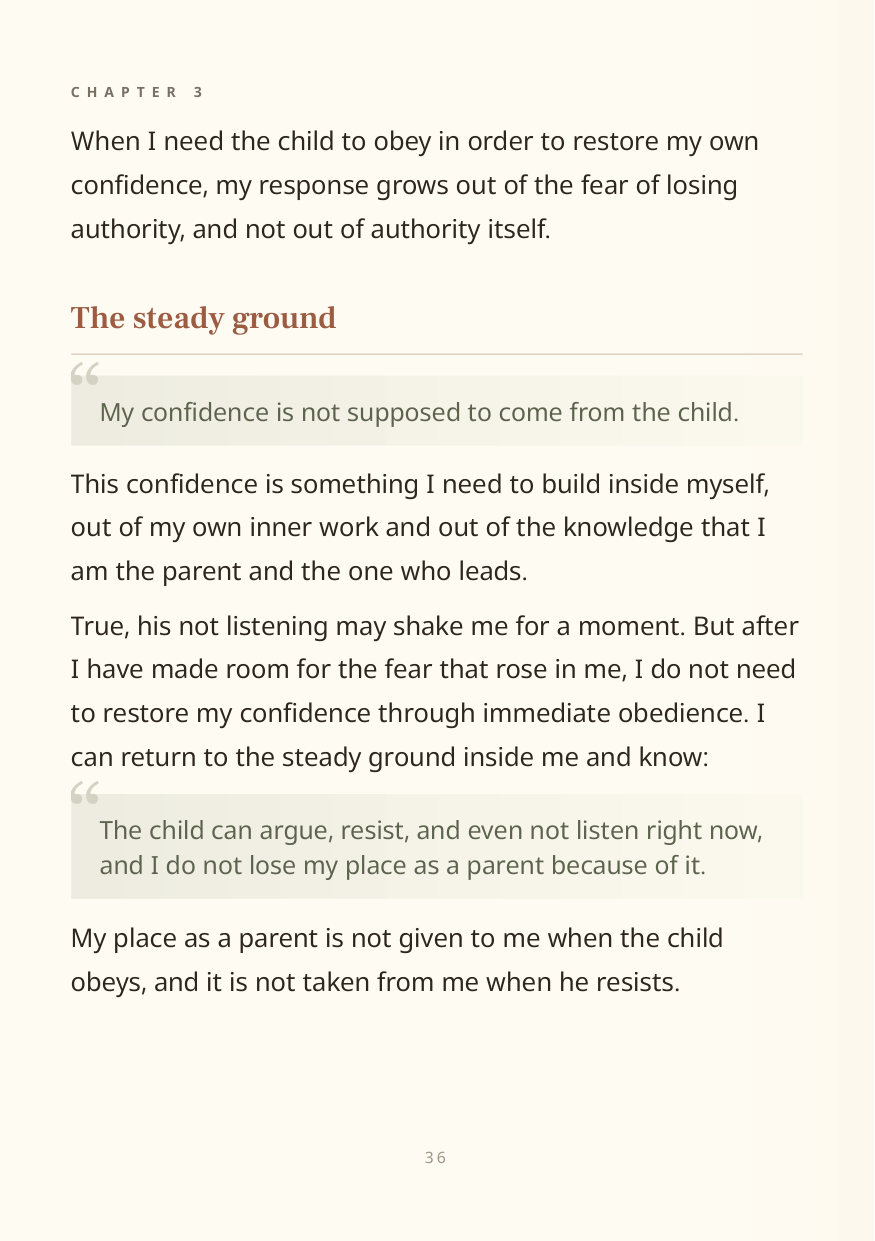 CHAPTER 3
When I need the child to obey in order to restore my own
confidence, my response grows out of the fear of losing
authority, and not out of authority itself.
The steady ground
“
My confidence is not supposed to come from the child.
This confidence is something I need to build inside myself,
out of my own inner work and out of the knowledge that I
am the parent and the one who leads.
True, his not listening may shake me for a moment. But after
I have made room for the fear that rose in me, I do not need
to restore my confidence through immediate obedience. I
can return to the steady ground inside me and know:
“
The child can argue, resist, and even not listen right now,
and I do not lose my place as a parent because of it.
My place as a parent is not given to me when the child
obeys, and it is not taken from me when he resists.
36